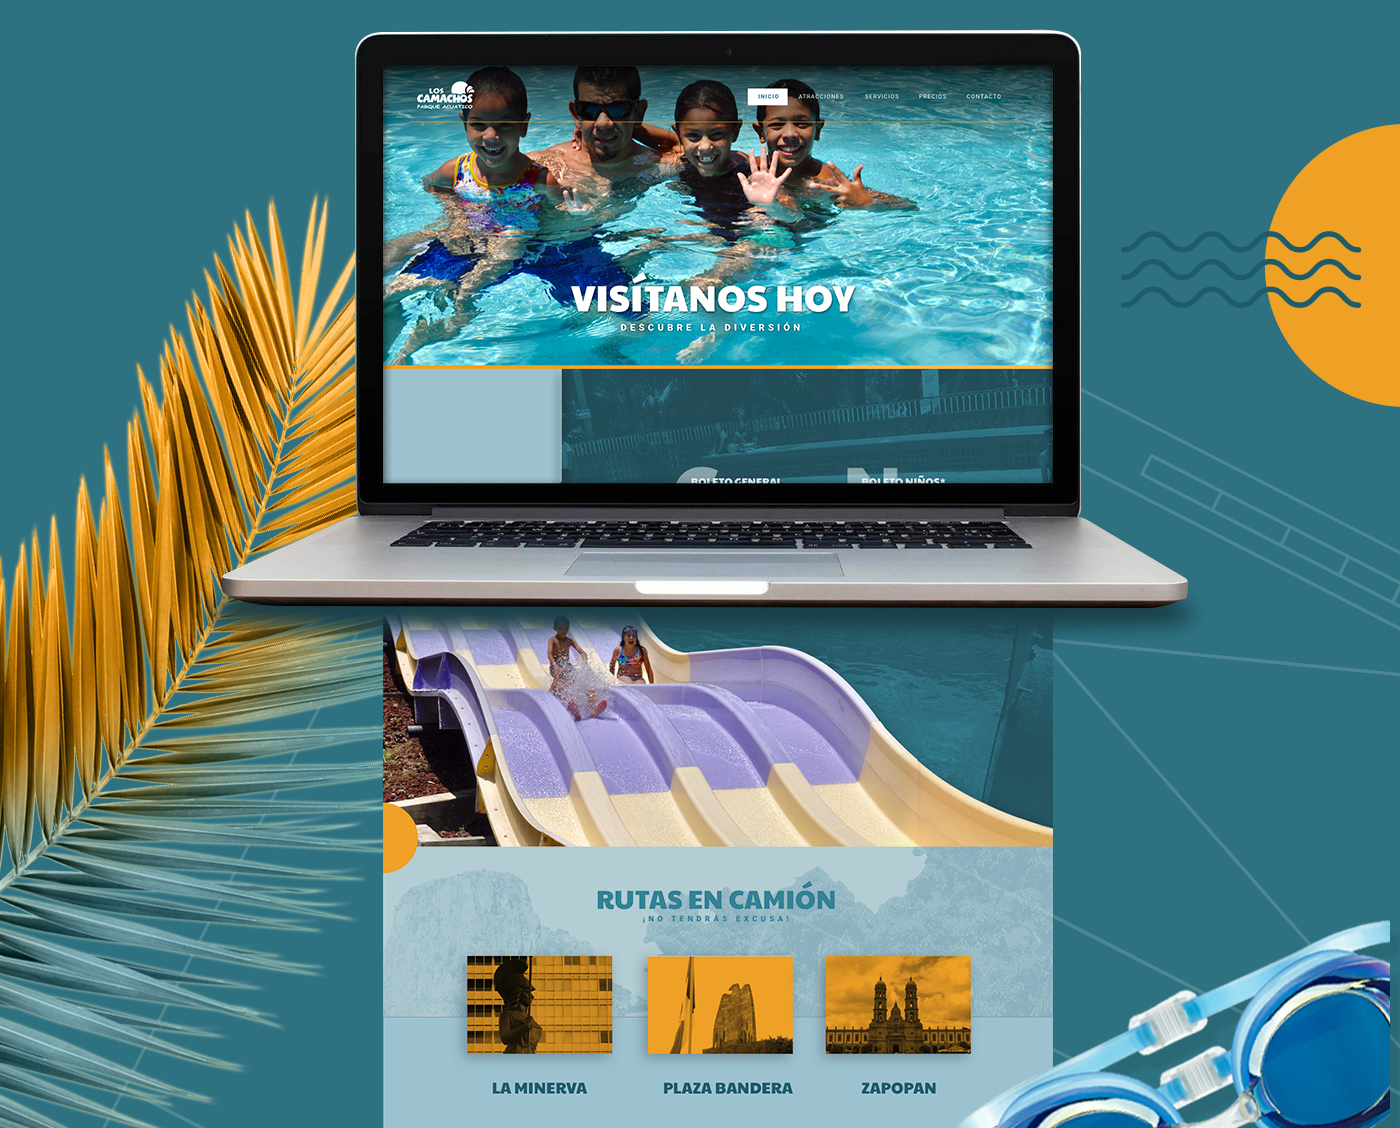 LOS
CAMACHOS
PARQUE ACUÁTICO
INICIO ATRACCIONES SERVICIOS PRECIOS CONTACTO
VISÍTANOS HOY
DESCUBRE LA DIVERSIÓN
G N
BOLETO GENERAL BOLETO NIÑOS*
RUTAS EN CAMIÓN
¡NO TENDRÁS EXCUSA!
LA MINERVA PLAZA BANDERA ZAPOPAN